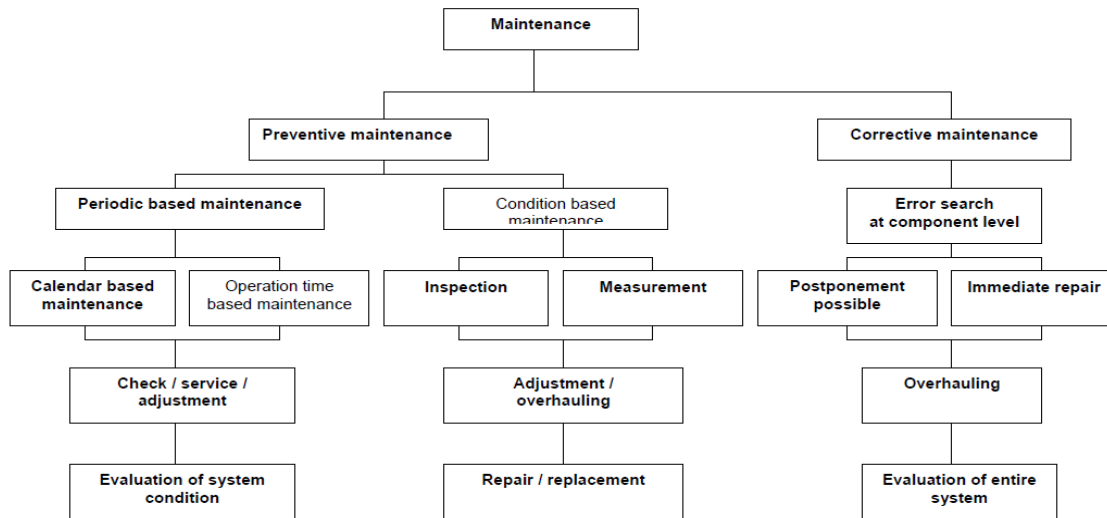 Maintenance
Preventive maintenance
Corrective maintenance
Periodic based maintenance
Condition based
maintenance
Error search
at component level
Calendar based
maintenance
Operation time
based maintenance
Inspection
Measurement
Postponement
possible
Immediate repair
Check / service /
adjustment
Adjustment /
overhauling
Overhauling
Evaluation of system
condition
Repair / replacement
Evaluation of entire
system